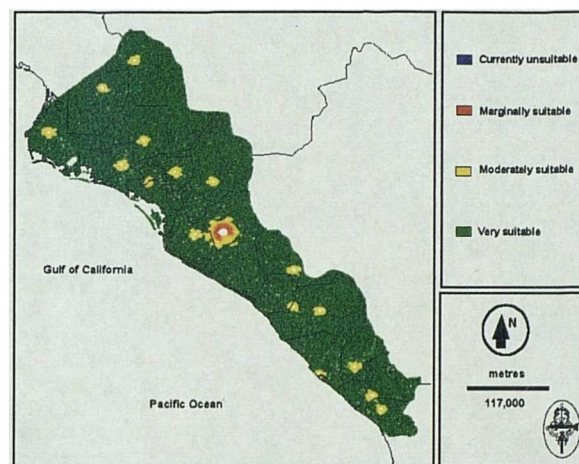 Currently unsuitable
Marginally suitable
Moderately suitable
Very suitable
Gulf of California
Pacific Ocean
N
metres
117,000